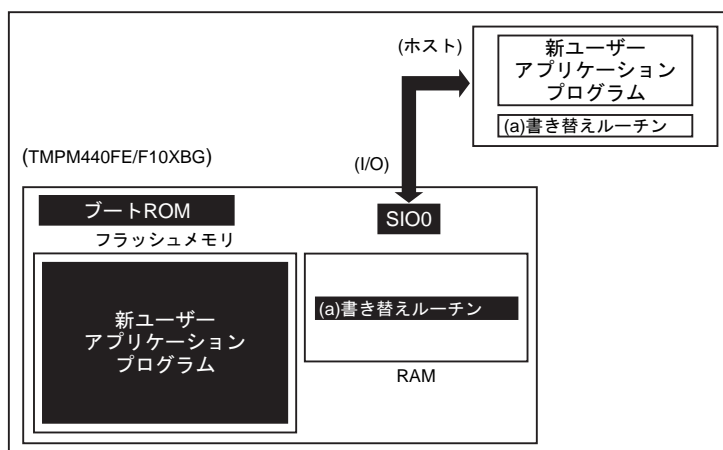 (ホスト)
新ユーザー
アプリケーション
プログラム
(a)書き替えルーチン
(TMPM440FE/F10XBG)
(I/O)
ブートROM
SIO0
フラッシュメモリ
新ユーザー
アプリケーション
プログラム
(a)書き替えルーチン
RAM